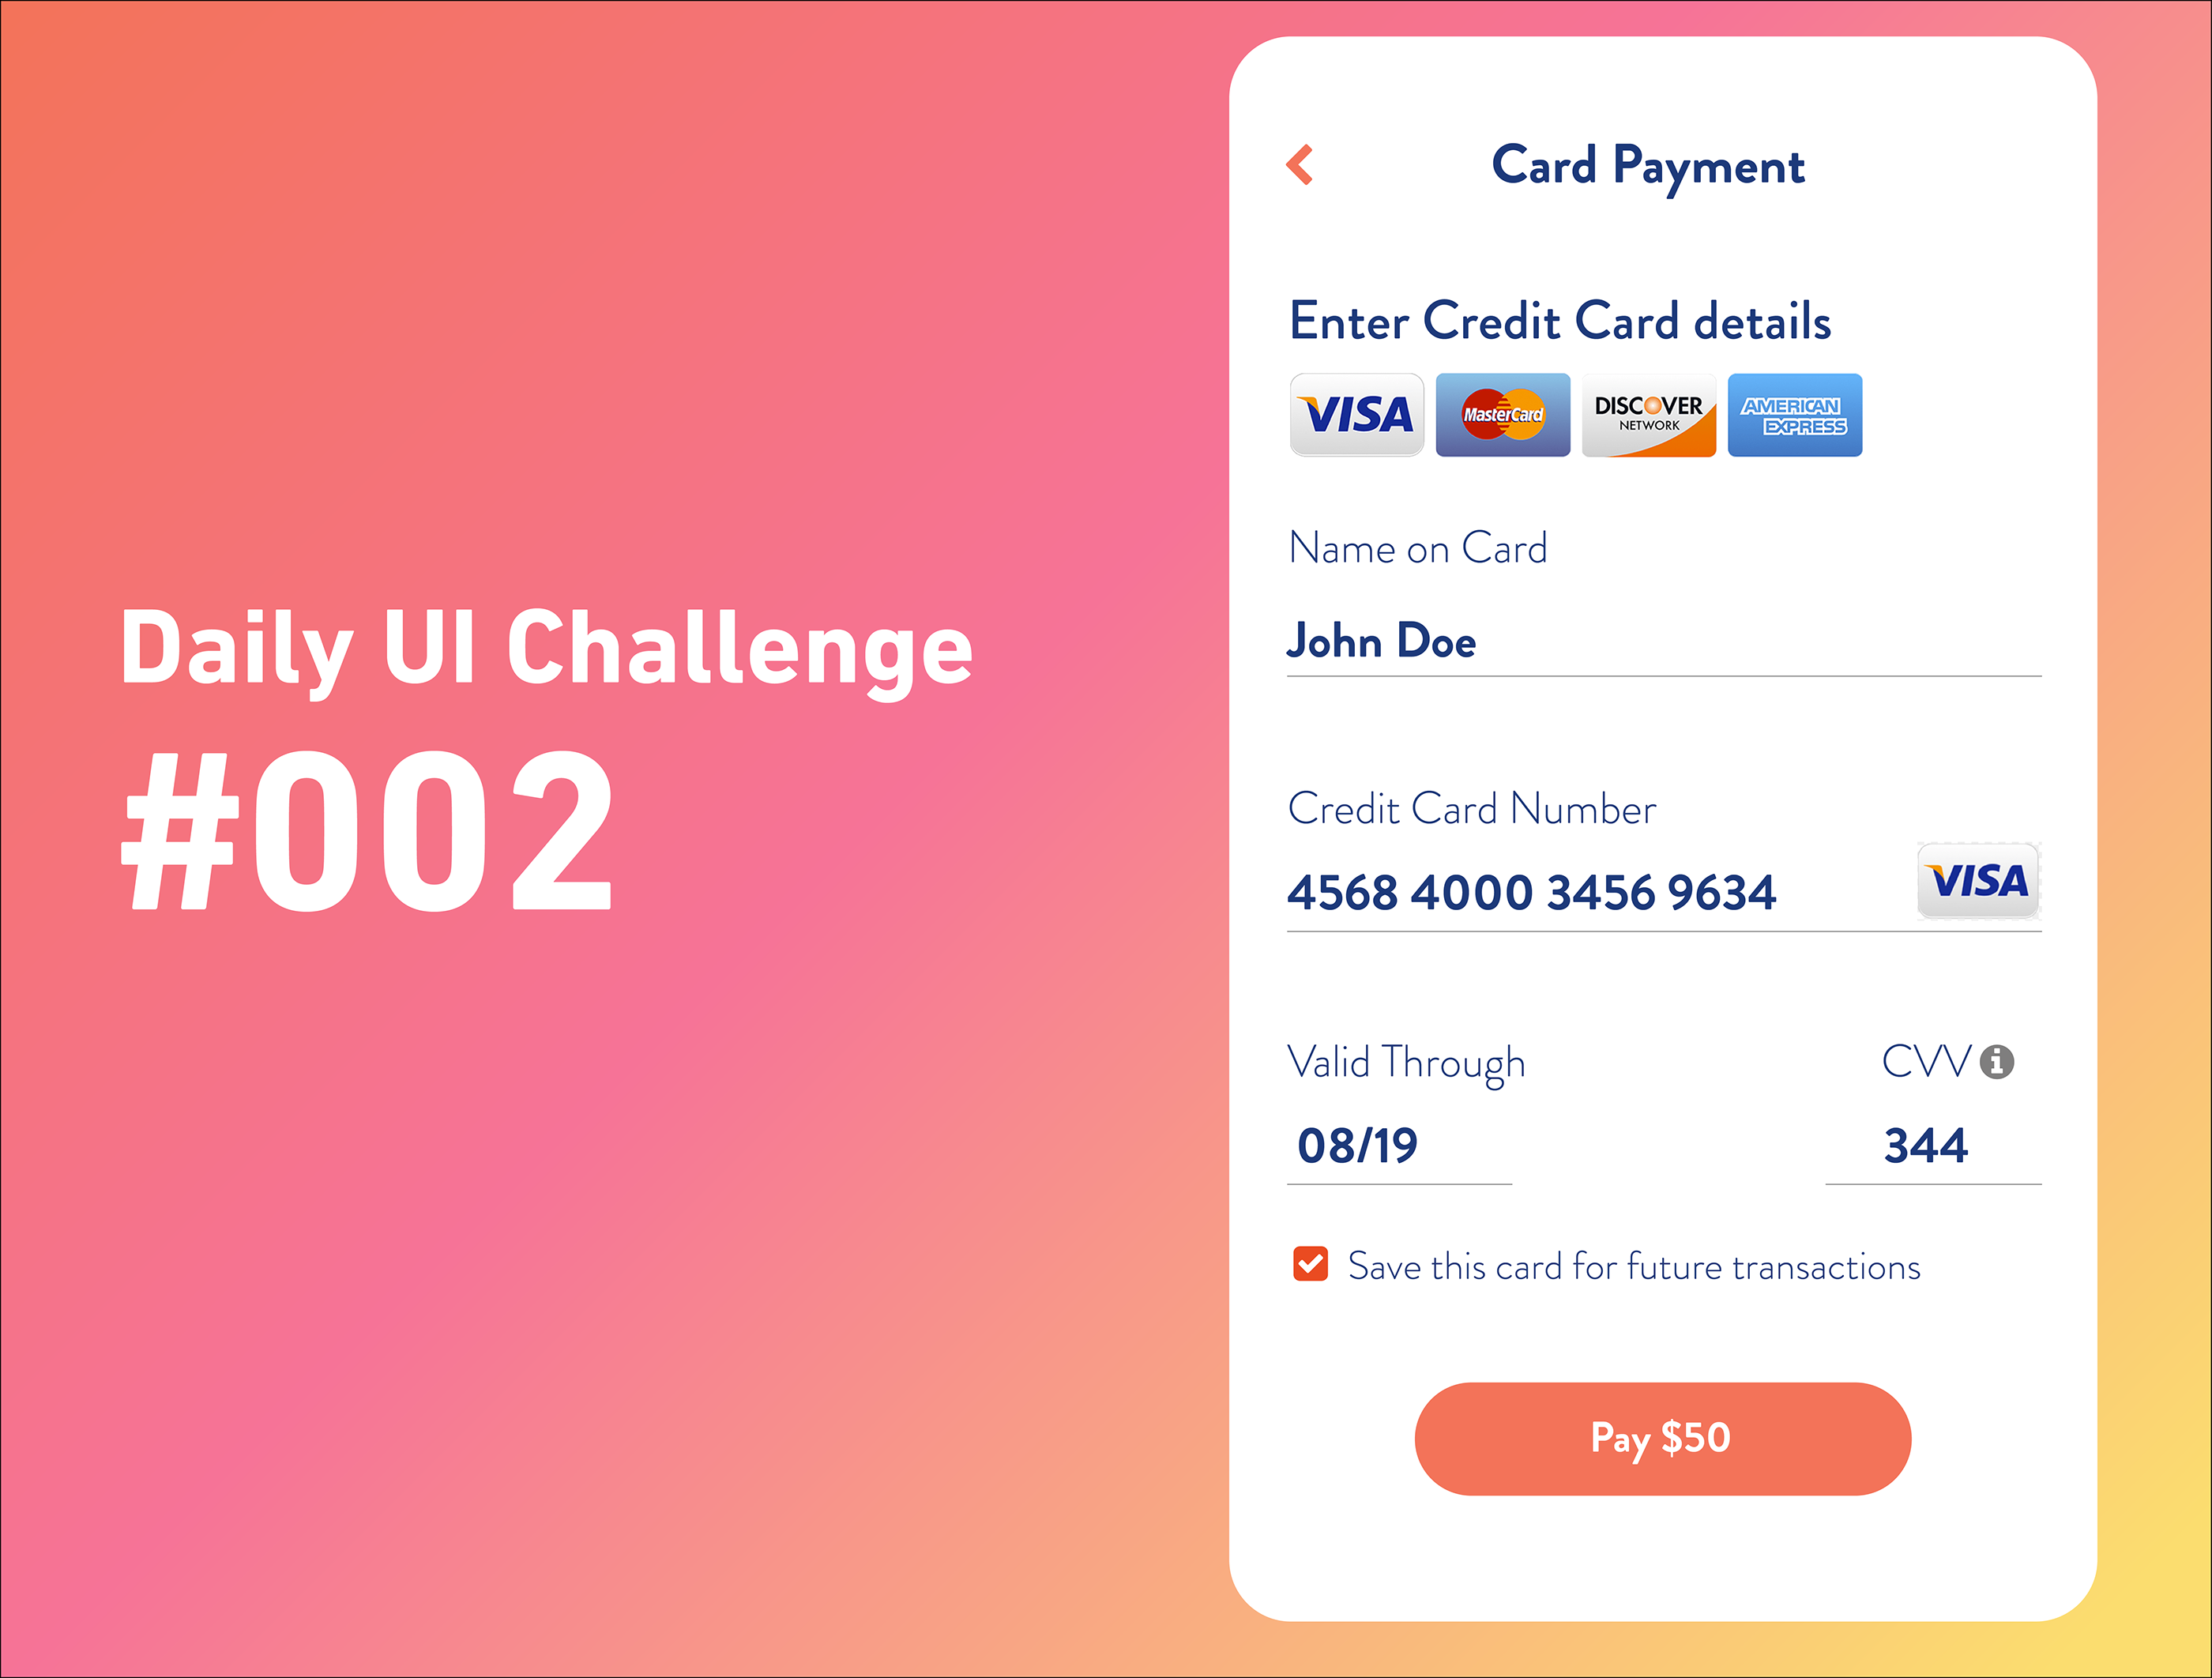 Daily UI Challenge
#002
Card Payment
Enter Credit Card details
VISA MasterCard DISCOVER NETWORK AMERICAN EXPRESS
Name on Card
John Doe
Credit Card Number
4568 4000 3456 9634 VISA
Valid Through CVV
08/19 344
Save this card for future transactions
Pay $50